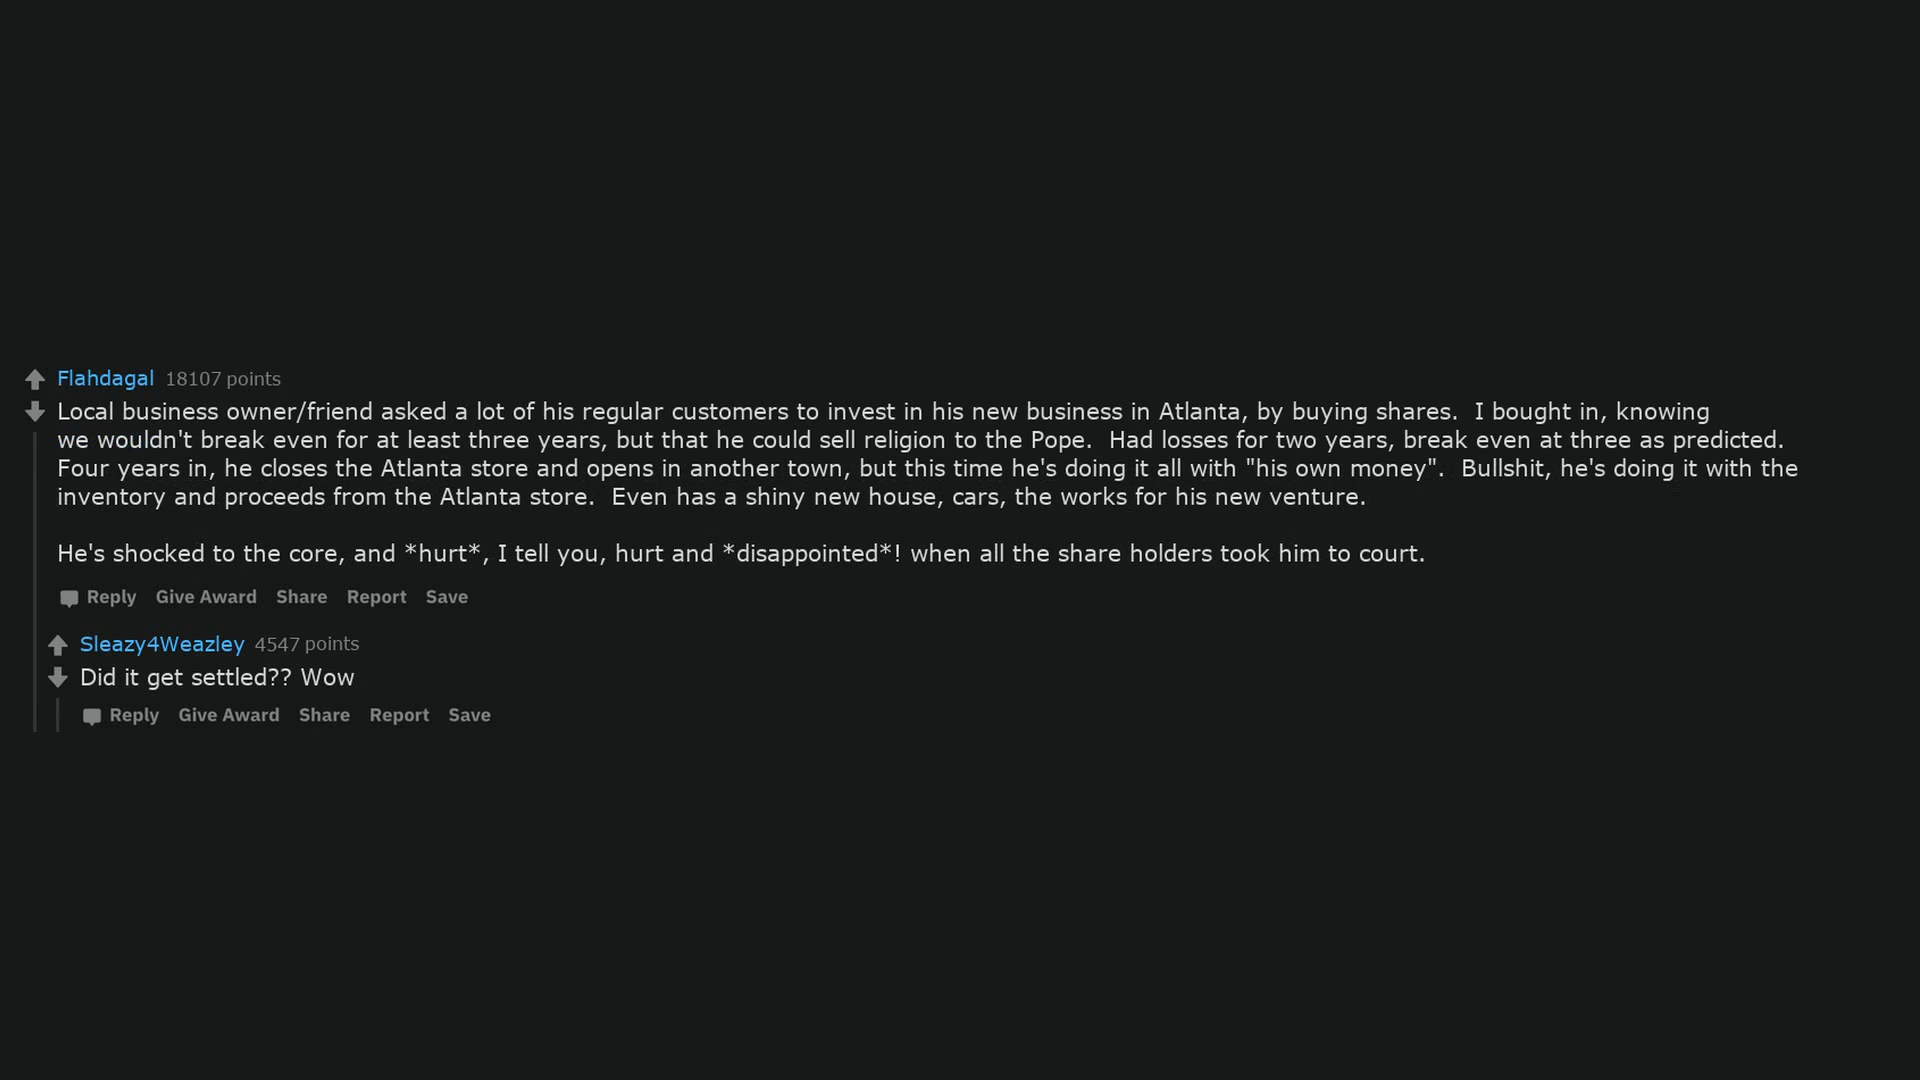 Flahdagal 18107 points
Local business owner/friend asked a lot of his regular customers to invest in his new business in Atlanta, by buying shares.  I bought in, knowing
we wouldn't break even for at least three years, but that he could sell religion to the Pope.  Had losses for two years, break even at three as predicted.
Four years in, he closes the Atlanta store and opens in another town, but this time he's doing it all with "his own money".  Bullshit, he's doing it with the
inventory and proceeds from the Atlanta store.  Even has a shiny new house, cars, the works for his new venture.
He's shocked to the core, and *hurt*, I tell you, hurt and *disappointed*! when all the share holders took him to court.
Reply Give Award Share Report Save
Sleazy4Weazley 4547 points
Did it get settled?? Wow
Reply Give Award Share Report Save